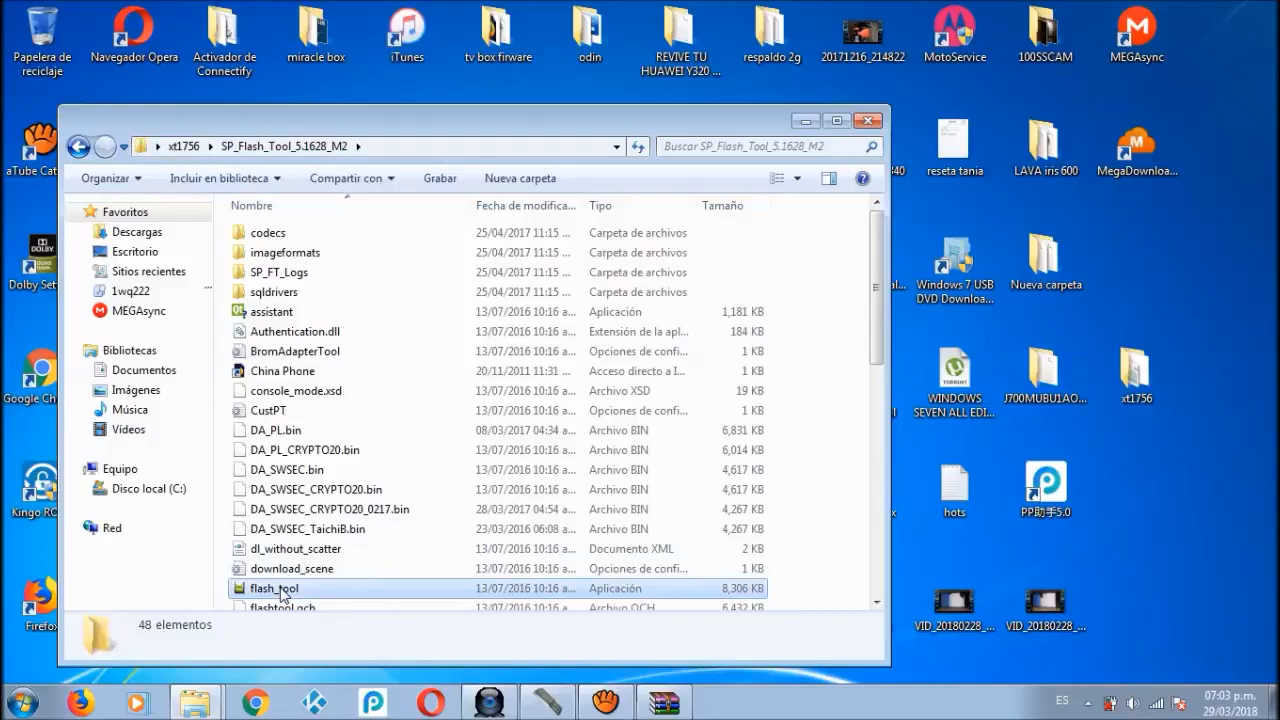 Papelera de
reciclaje
Navegador Opera
Activador de
Connectify
miracle box
iTunes
tv box firware
odin
REVIVE TU
HUAWEI Y320 ...
respaldo 2g
20171216_214822
MotoService
100SSCAM
MEGAsync
aTube Cat
reseta tania
LAVA iris 600
MegaDownloa...
Dolby Set
Windows 7 USB
DVD Downloa...
Nueva carpeta
Google Ch
WINDOWS
SEVEN ALL EDI...
J700MUBU1AO...
xt1756
Kingo RO
hots
PP助手5.0
Firefox
VID_20180228_...
VID_20180228_...
xt1756
SP_Flash_Tool_5.1628_M2
Buscar SP_Flash_Tool_5.1628_M2
Organizar
Incluir en biblioteca
Compartir con
Grabar
Nueva carpeta
Favoritos
Descargas
Escritorio
Sitios recientes
1wq222
MEGAsync
Bibliotecas
Documentos
Imágenes
Música
Vídeos
Equipo
Disco local (C:)
Red
Nombre Fecha de modifica... Tipo Tamaño
codecs 25/04/2017 11:15 ... Carpeta de archivos
imageformats 25/04/2017 11:15 ... Carpeta de archivos
SP_FT_Logs 25/04/2017 11:15 ... Carpeta de archivos
sqldrivers 25/04/2017 11:15 ... Carpeta de archivos
assistant 13/07/2016 10:16 a... Aplicación 1,181 KB
Authentication.dll 13/07/2016 10:16 a... Extensión de la apl... 184 KB
BromAdapterTool 13/07/2016 10:16 a... Opciones de confi... 1 KB
China Phone 20/11/2011 11:31 ... Acceso directo a I... 1 KB
console_mode.xsd 13/07/2016 10:16 a... Archivo XSD 19 KB
CustPT 13/07/2016 10:16 a... Opciones de confi... 1 KB
DA_PL.bin 08/03/2017 04:34 a... Archivo BIN 6,831 KB
DA_PL_CRYPTO20.bin 13/07/2016 10:16 a... Archivo BIN 6,014 KB
DA_SWSEC.bin 13/07/2016 10:16 a... Archivo BIN 4,617 KB
DA_SWSEC_CRYPTO20.bin 13/07/2016 10:16 a... Archivo BIN 4,617 KB
DA_SWSEC_CRYPTO20_0217.bin 28/03/2017 04:54 a... Archivo BIN 4,267 KB
DA_SWSEC_TaichiB.bin 23/03/2016 06:08 a... Archivo BIN 4,267 KB
dl_without_scatter 13/07/2016 10:16 a... Documento XML 2 KB
download_scene 13/07/2016 10:16 a... Opciones de confi... 1 KB
flash_tool 13/07/2016 10:16 a... Aplicación 8,306 KB
flashtool.qch 13/07/2016 10:16 a... Archivo QCH 6,432 KB
48 elementos
ES
07:03 p.m.
29/03/2018